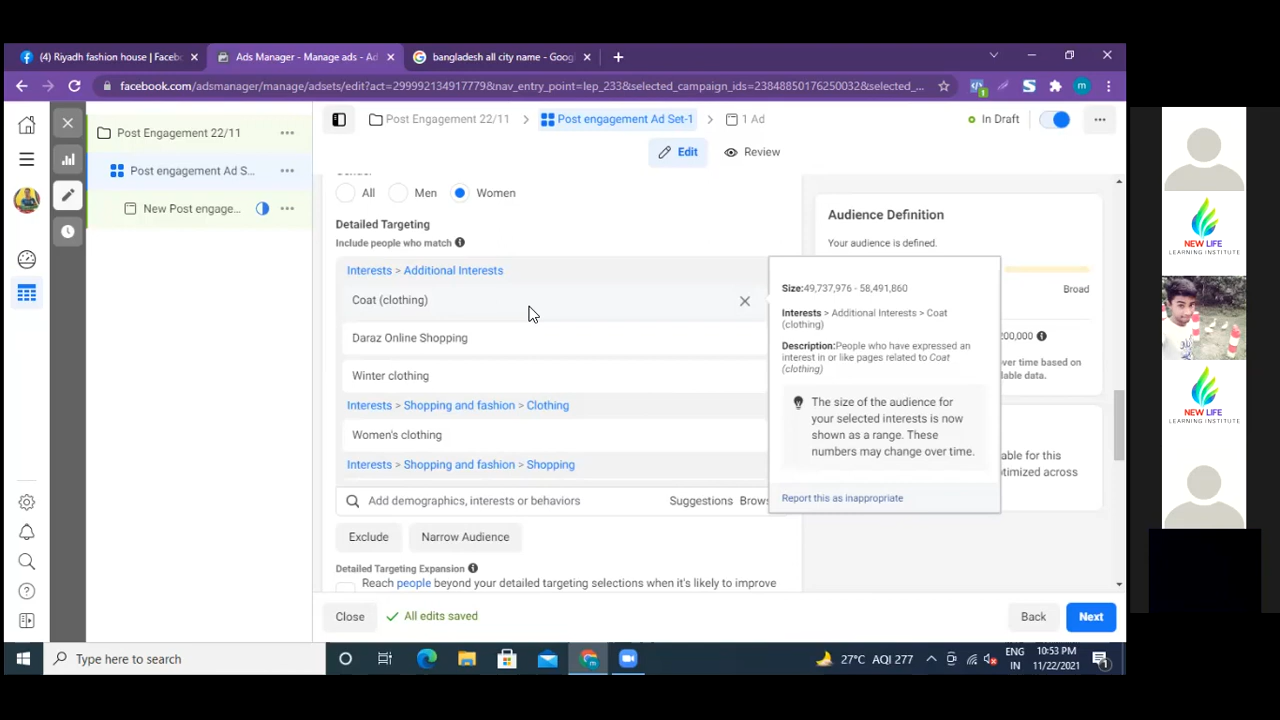 (4) Riyadh fashion house | Faceb
Ads Manager - Manage ads - Ad
bangladesh all city name - Goog
facebook.com/adsmanager/manage/adsets/edit?act=299992134917779&nav_entry_point=lep_233&selected_campaign_ids=23848850176250032&selected_...
Post Engagement 22/11
Post engagement Ad S...
New Post engage...
Post Engagement 22/11
Post engagement Ad Set-1
1 Ad
In Draft
Edit
Review
All
Men
Women
Detailed Targeting
Include people who match
Interests > Additional Interests
Coat (clothing)
Daraz Online Shopping
Winter clothing
Interests > Shopping and fashion > Clothing
Women's clothing
Interests > Shopping and fashion > Shopping
Add demographics, interests or behaviors
Suggestions
Brows
Exclude
Narrow Audience
Detailed Targeting Expansion
Reach people beyond your detailed targeting selections when it's likely to improve
Close
All edits saved
Back
Next
Audience Definition
Your audience is defined.
Broad
200,000
over time based on
lable data.
able for this
otimized across
Size:49,737,976 - 58,491,860
Interests > Additional Interests > Coat
(clothing)
Description:People who have expressed an
interest in or like pages related to Coat
(clothing)
The size of the audience for
your selected interests is now
shown as a range. These
numbers may change over time.
Report this as inappropriate
Type here to search
27°C AQI 277
ENG
IN
10:53 PM
11/22/2021
1
NEW LIFE
LEARNING INSTITUTE
NEW LIFE
LEARNING INSTITUTE